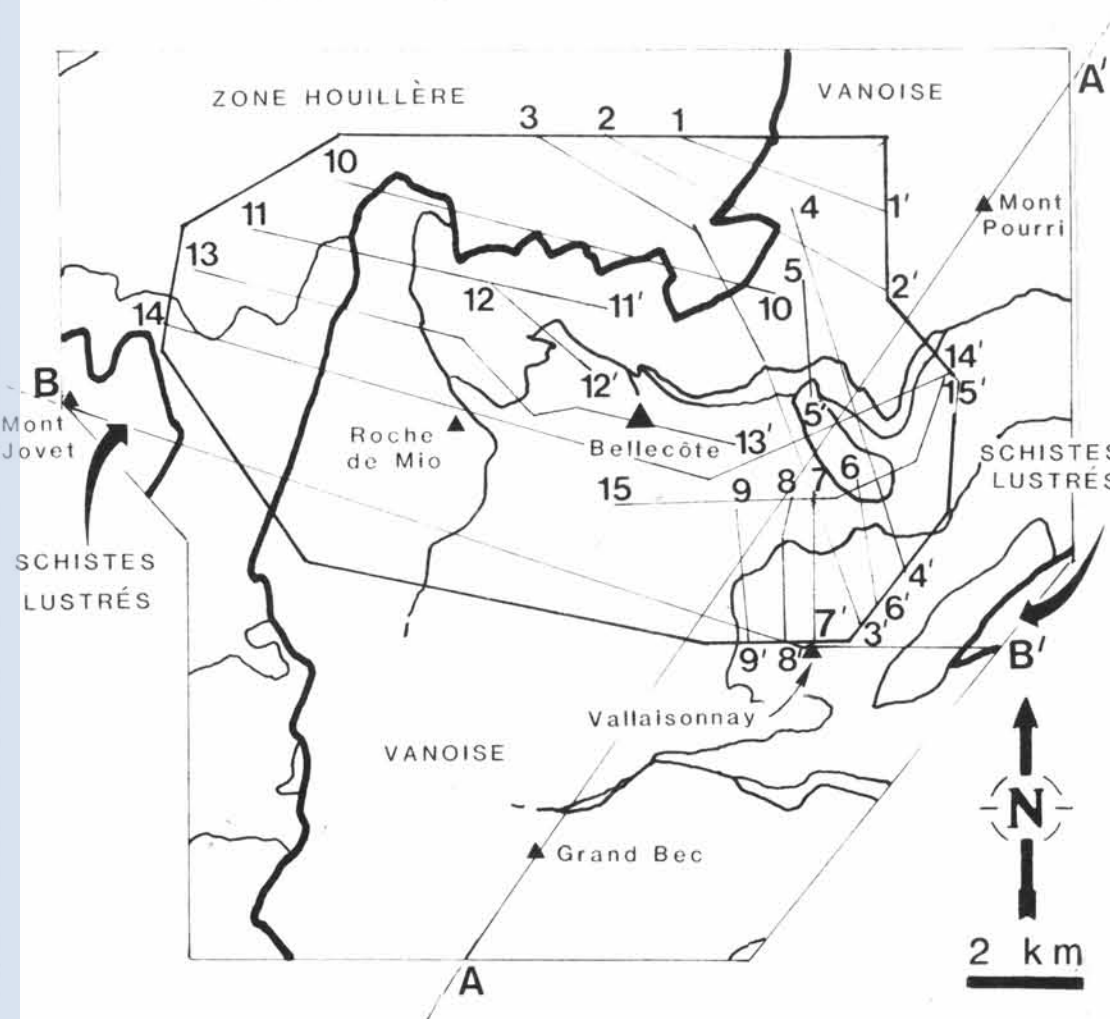 A'
ZONE HOUILLÈRE
VANOISE
3
2
1
10
4
1'
Mont
Pourri
11
13
5
12
11'
10
2'
14
12'
14'
15'
B
Mont
Jovet
Roche
de Mio
Bellecôte
13'
5'
SCHISTES
LUSTRÉS
15
9
8
7
6
4'
6'
3'
7'
8'
9'
SCHISTES
LUSTRÉS
B'
Vallaisonnay
VANOISE
N
Grand Bec
A
2 km